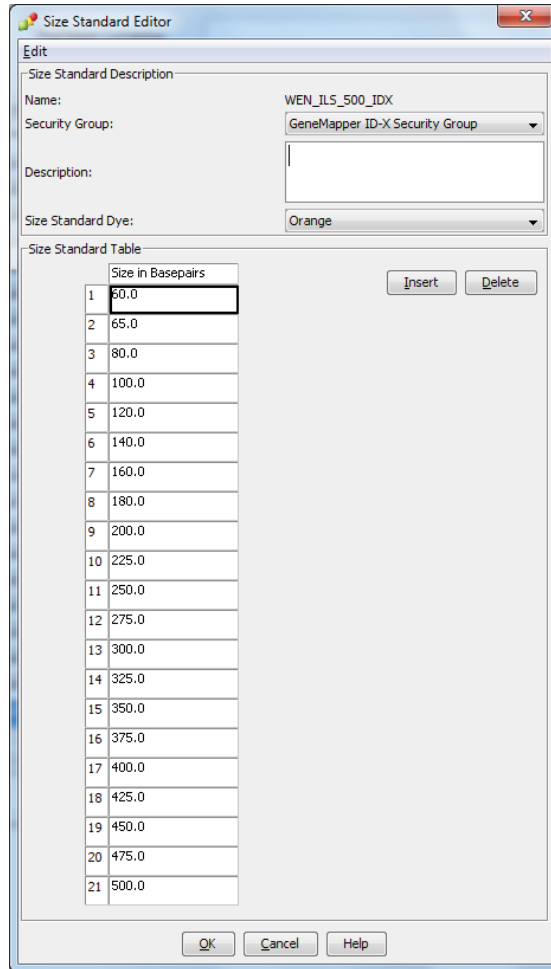 Size Standard Editor
Edit
Size Standard Description
Name: WEN_ILS_500_IDX
Security Group: GeneMapper ID-X Security Group
Description:
Size Standard Dye: Orange
Size Standard Table
Size in Basepairs
Insert Delete
1 60.0
2 65.0
3 80.0
4 100.0
5 120.0
6 140.0
7 160.0
8 180.0
9 200.0
10 225.0
11 250.0
12 275.0
13 300.0
14 325.0
15 350.0
16 375.0
17 400.0
18 425.0
19 450.0
20 475.0
21 500.0
OK Cancel Help